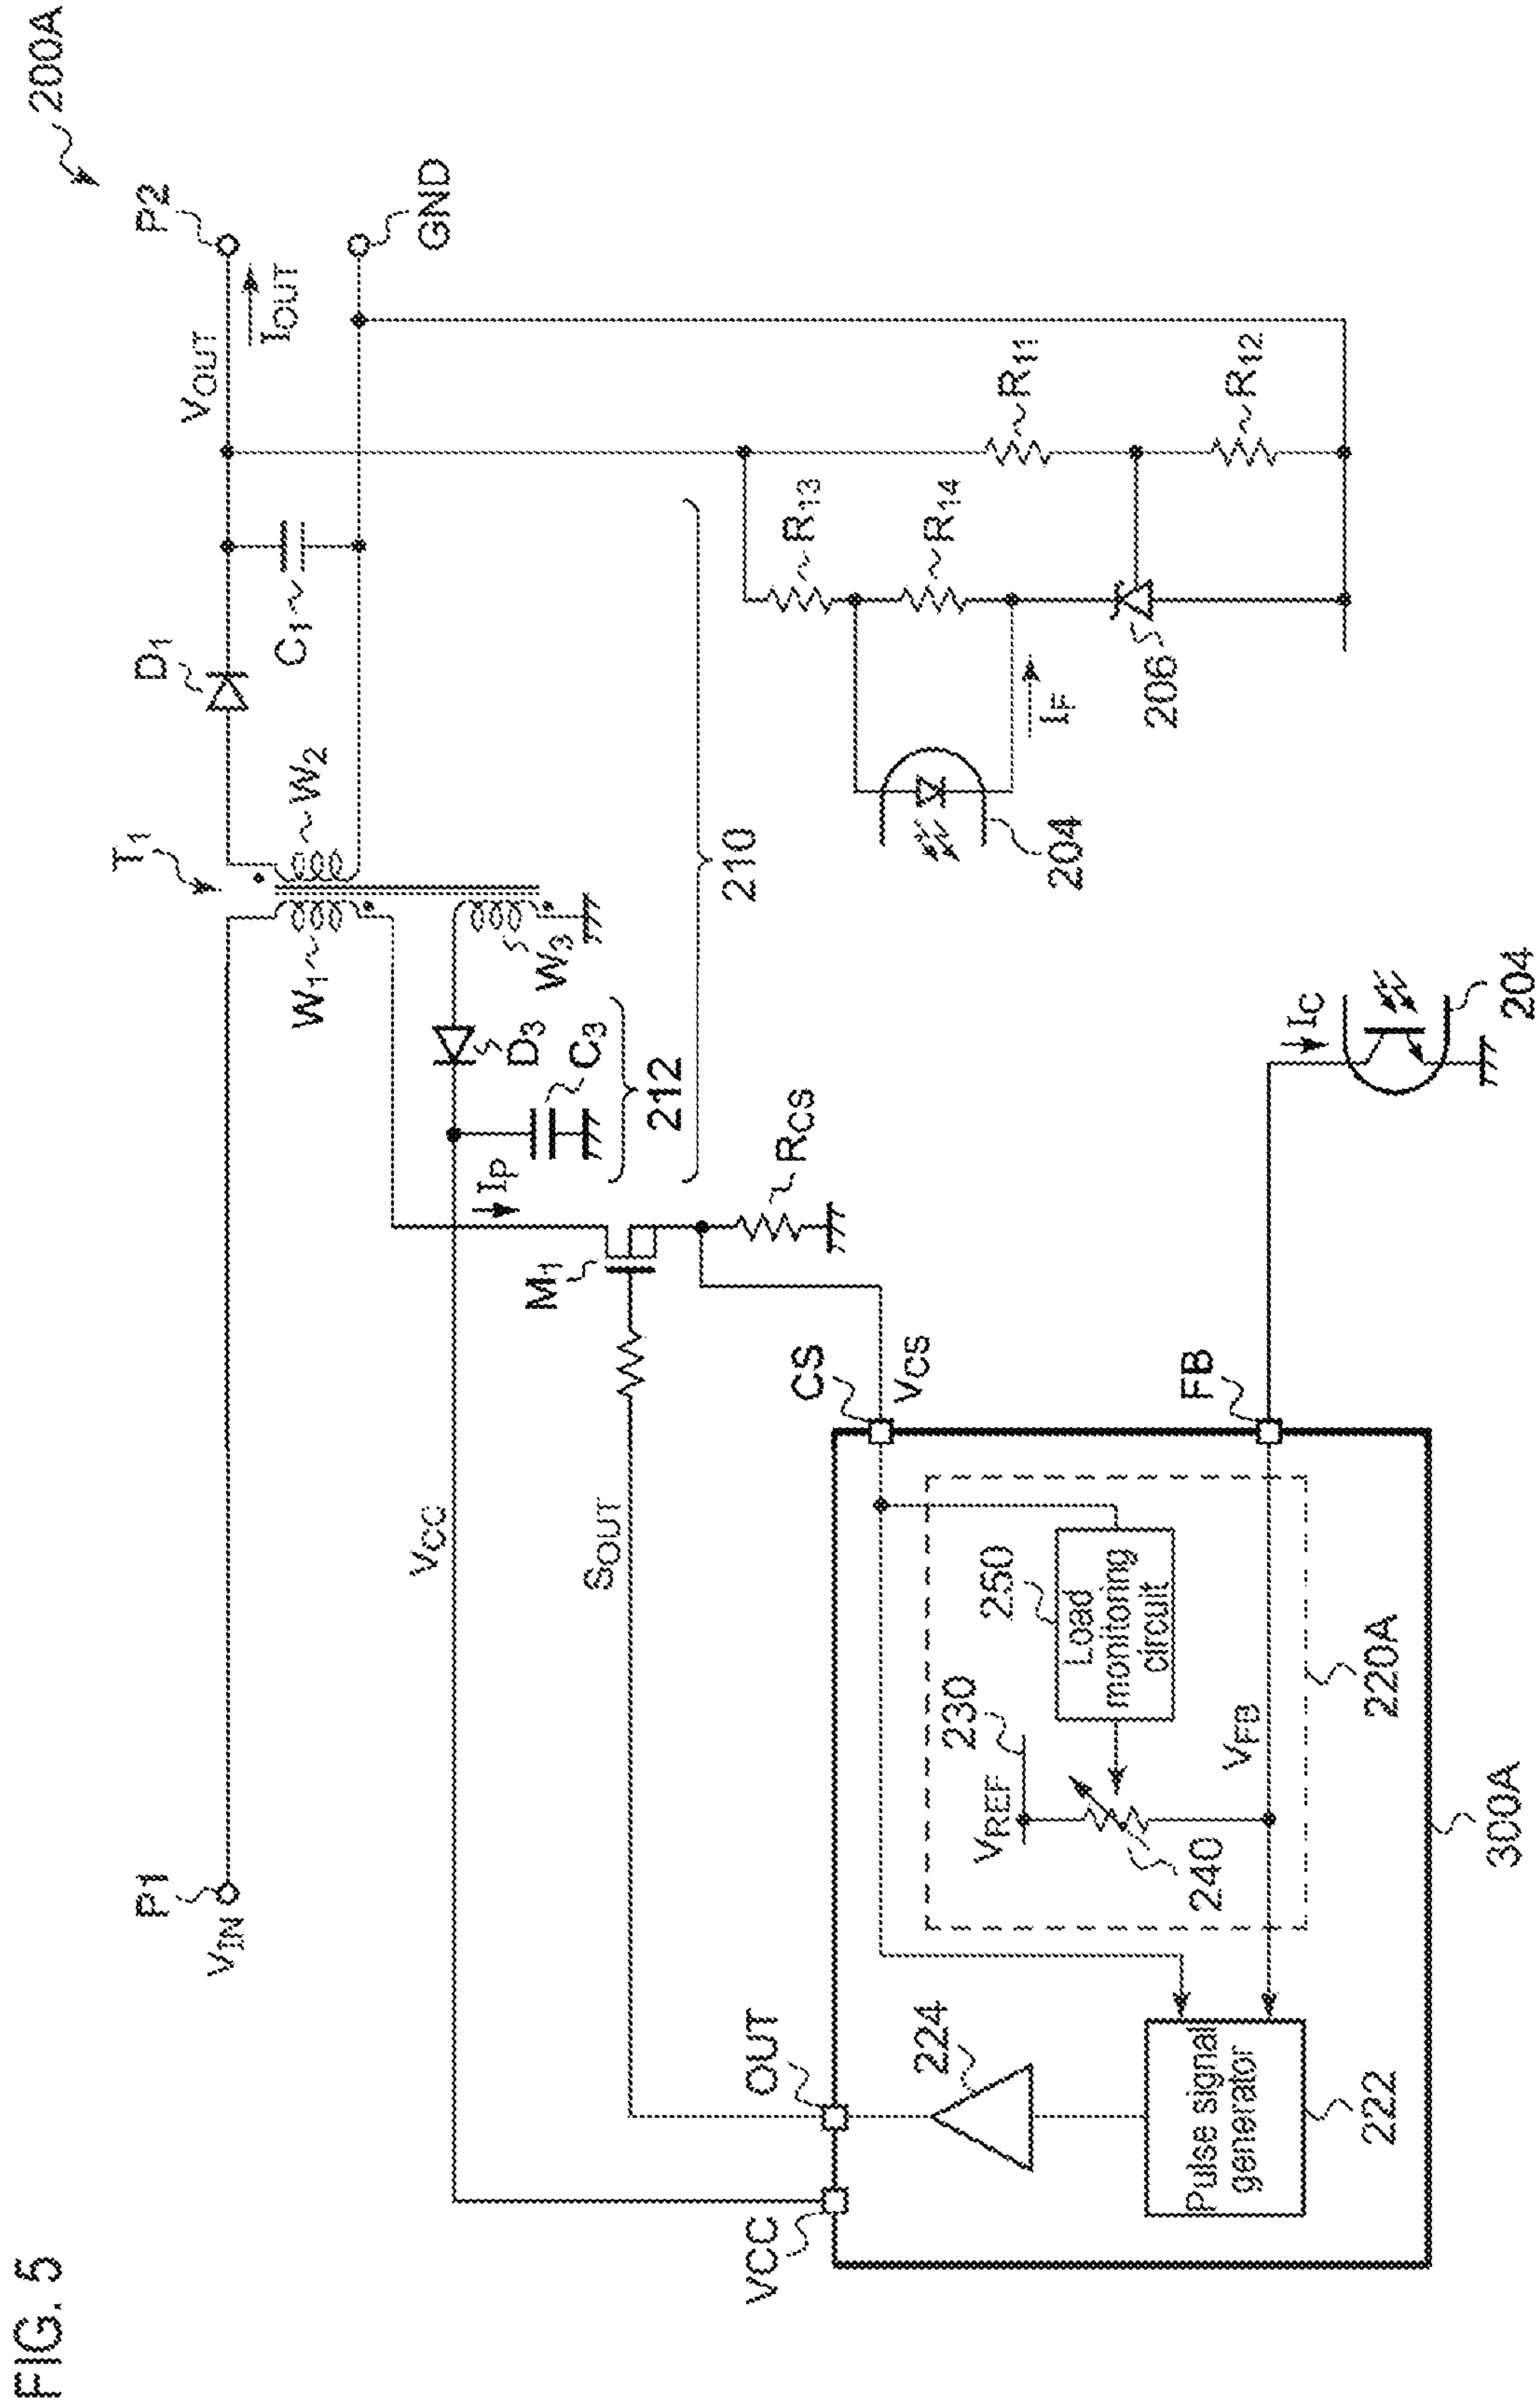 FIG. 5
200A
P1
VIN
T1
W1
W2
D1
C1
VOUT
P2
IOUT
GND
VCC
IP
D3
C3
W3
212
210
SOUT
M1
RCS
R13
R14
R11
R12
204
IF
206
VCC
OUT
CS
VCS
224
250
Load
monitoring
circuit
230
VREF
240
VFB
220A
Pulse signal
generator
222
FB
IC
204
300A